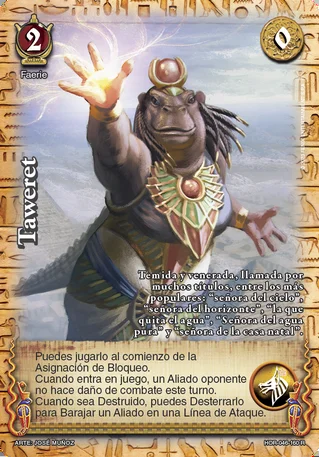 2
0
Faerie
Taweret
Temida y venerada, llamada por
muchos títulos, entre los más
populares: "señora del cielo",
"señora del horizonte", "la que
quita el agua", "Señora del agua
pura" y "señora de la casa natal".
Puedes jugarlo al comienzo de la
Asignación de Bloqueo.
Cuando entra en juego, un Aliado oponente
no hace daño de combate este turno.
Cuando sea Destruido, puedes Desterrarlo
para Barajar un Aliado en una Línea de Ataque.
ARTE: JOSÉ MUÑOZ
HOR-046-160-R